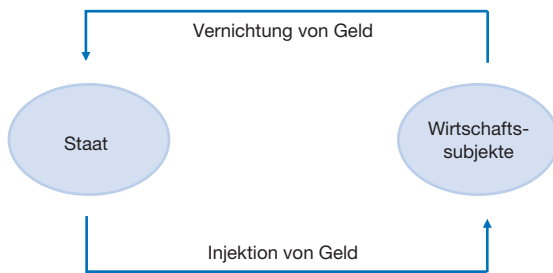 Vernichtung von Geld
Staat
Wirtschafts-
subjekte
Injektion von Geld